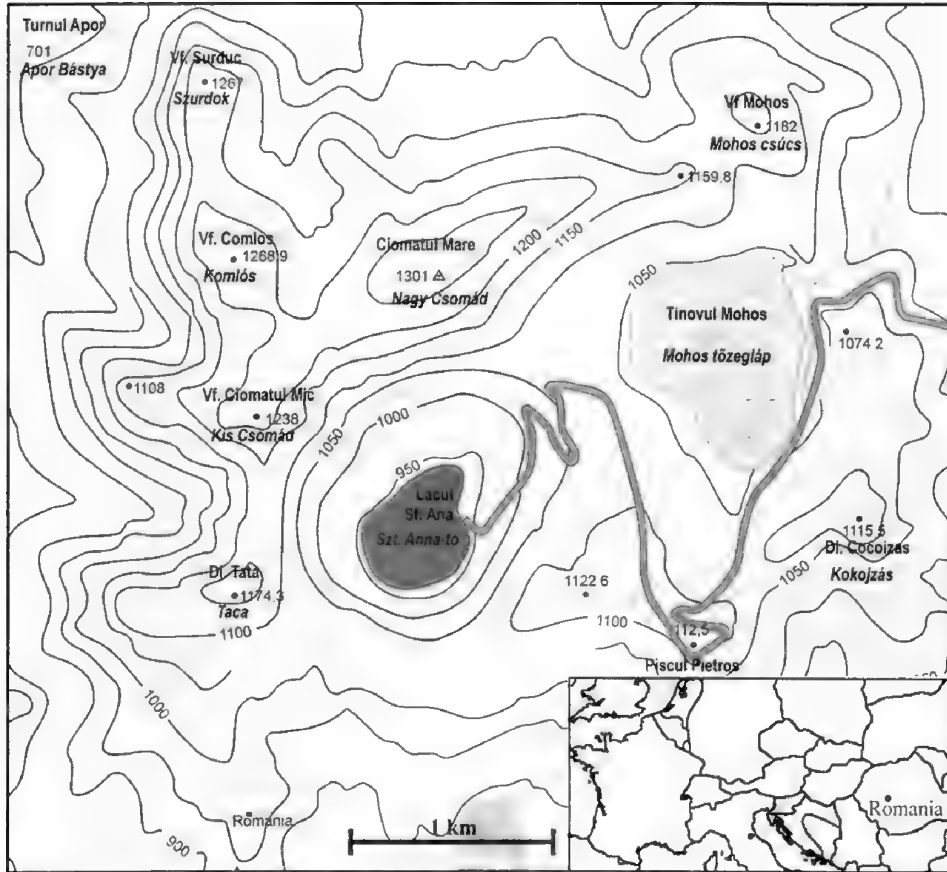 Turnul Apor
701
Apor Bástya
Vf. Surduc
1267
Szurdok
Vf Mohos
1182
Mohos csúcs
1159,8
Vf. Comlos
1268,9
Komlós
Ciomatul Mare
1301
Nagy Csomád
1200
1150
1050
Tinovul Mohos
Mohos tőzegláp
1074 2
1108
Vf. Ciomatul Mic
1238
Kis Csomád
1050
1000
950
Lacul
Sf. Ana
Szt. Anna-to
1115,5
Dl. Cocoizas
Kokojzás
1050
Dl. Tata
1174,3
Taca
1100
1122 6
1100
112,5
Piscul Pietros
1000
900
Romania
1 km
Romania